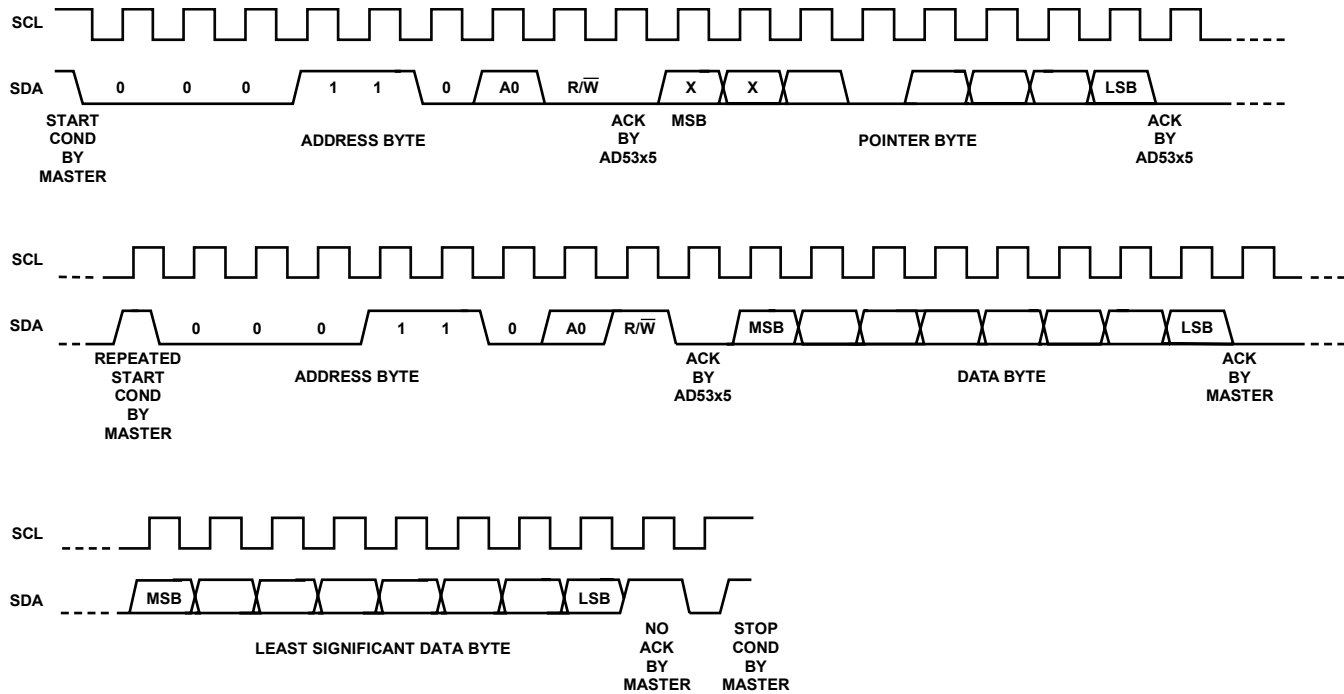 SCL
SDA
0 0 0 1 1 0 A0 R/W̅ X X LSB
START
COND
BY
MASTER
ADDRESS BYTE
ACK
BY
AD53x5
MSB
POINTER BYTE
ACK
BY
AD53x5
SCL
SDA
0 0 0 1 1 0 A0 R/W̅ MSB LSB
REPEATED
START
COND
BY
MASTER
ADDRESS BYTE
ACK
BY
AD53x5
DATA BYTE
ACK
BY
MASTER
SCL
SDA
MSB LSB
LEAST SIGNIFICANT DATA BYTE
NO
ACK
BY
MASTER
STOP
COND
BY
MASTER